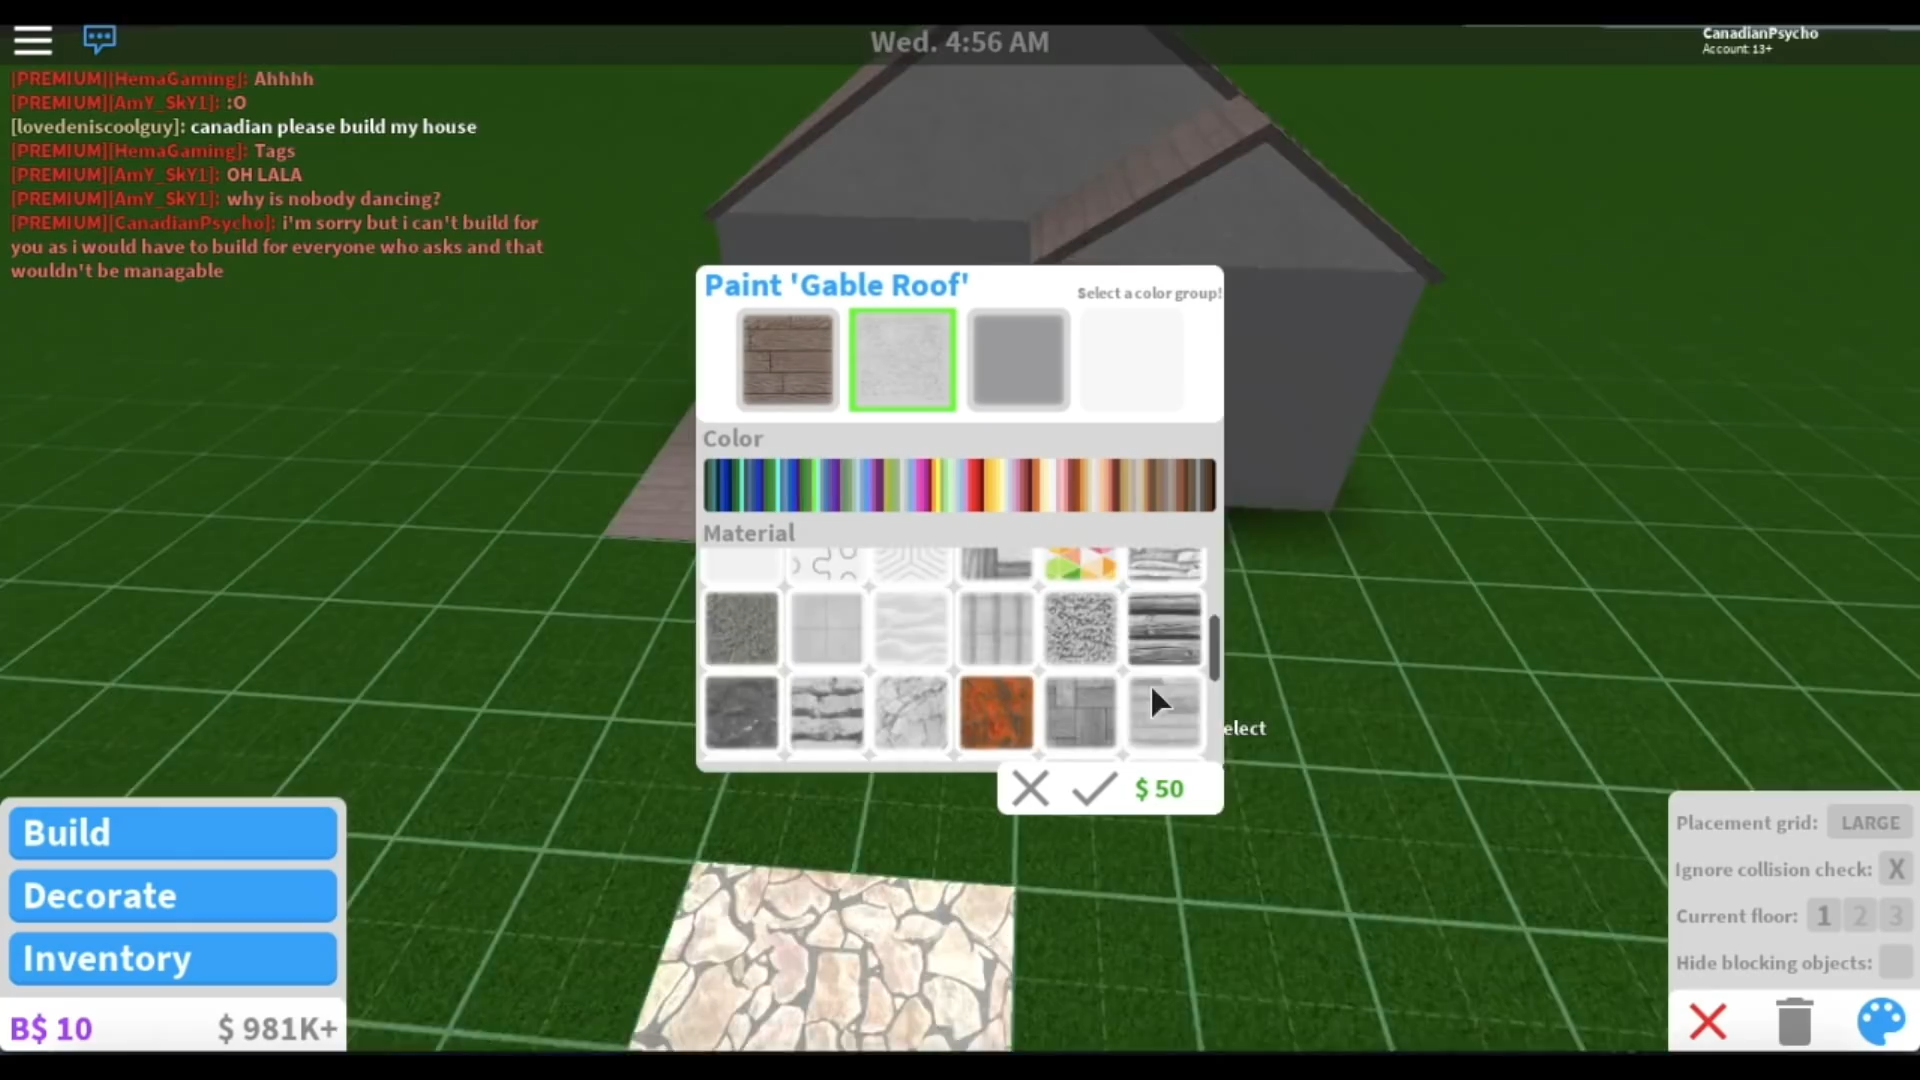 Wed. 4:56 AM
CanadianPsycho
Account: 13+
[PREMIUM][HemaGaming]: Ahhhh
[PREMIUM][AmY_SkY1]: :O
[lovedeniscoolguy]: canadian please build my house
[PREMIUM][HemaGaming]: Tags
[PREMIUM][AmY_SkY1]: OH LALA
[PREMIUM][AmY_SkY1]: why is nobody dancing?
[PREMIUM][CanadianPsycho]: i'm sorry but i can't build for
you as i would have to build for everyone who asks and that
wouldn't be managable
Paint 'Gable Roof'
Select a color group!
Color
Material
elect
$ 50
Build
Decorate
Inventory
B$ 10
$ 981K+
Placement grid: LARGE
Ignore collision check: X
Current floor: 1 2 3
Hide blocking objects: